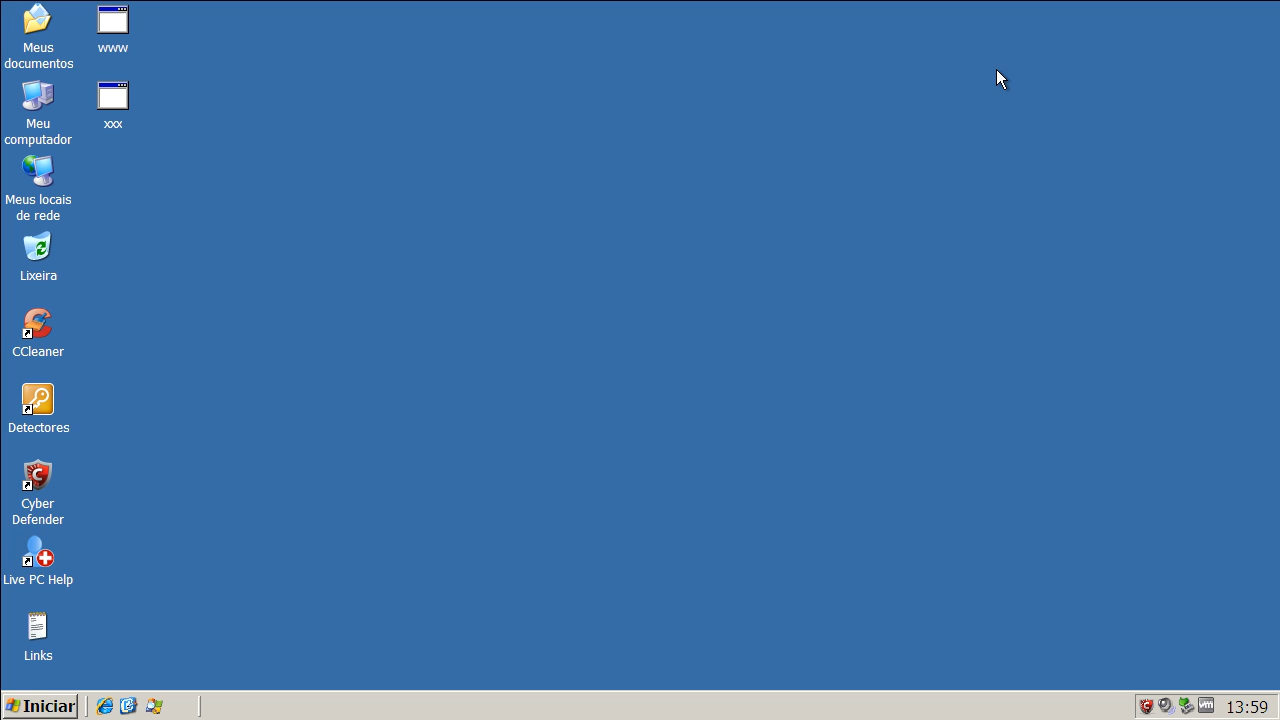 Meus
documentos
www
Meu
computador
xxx
Meus locais
de rede
Lixeira
CCleaner
Detectores
Cyber
Defender
Live PC Help
Links
Iniciar
13:59